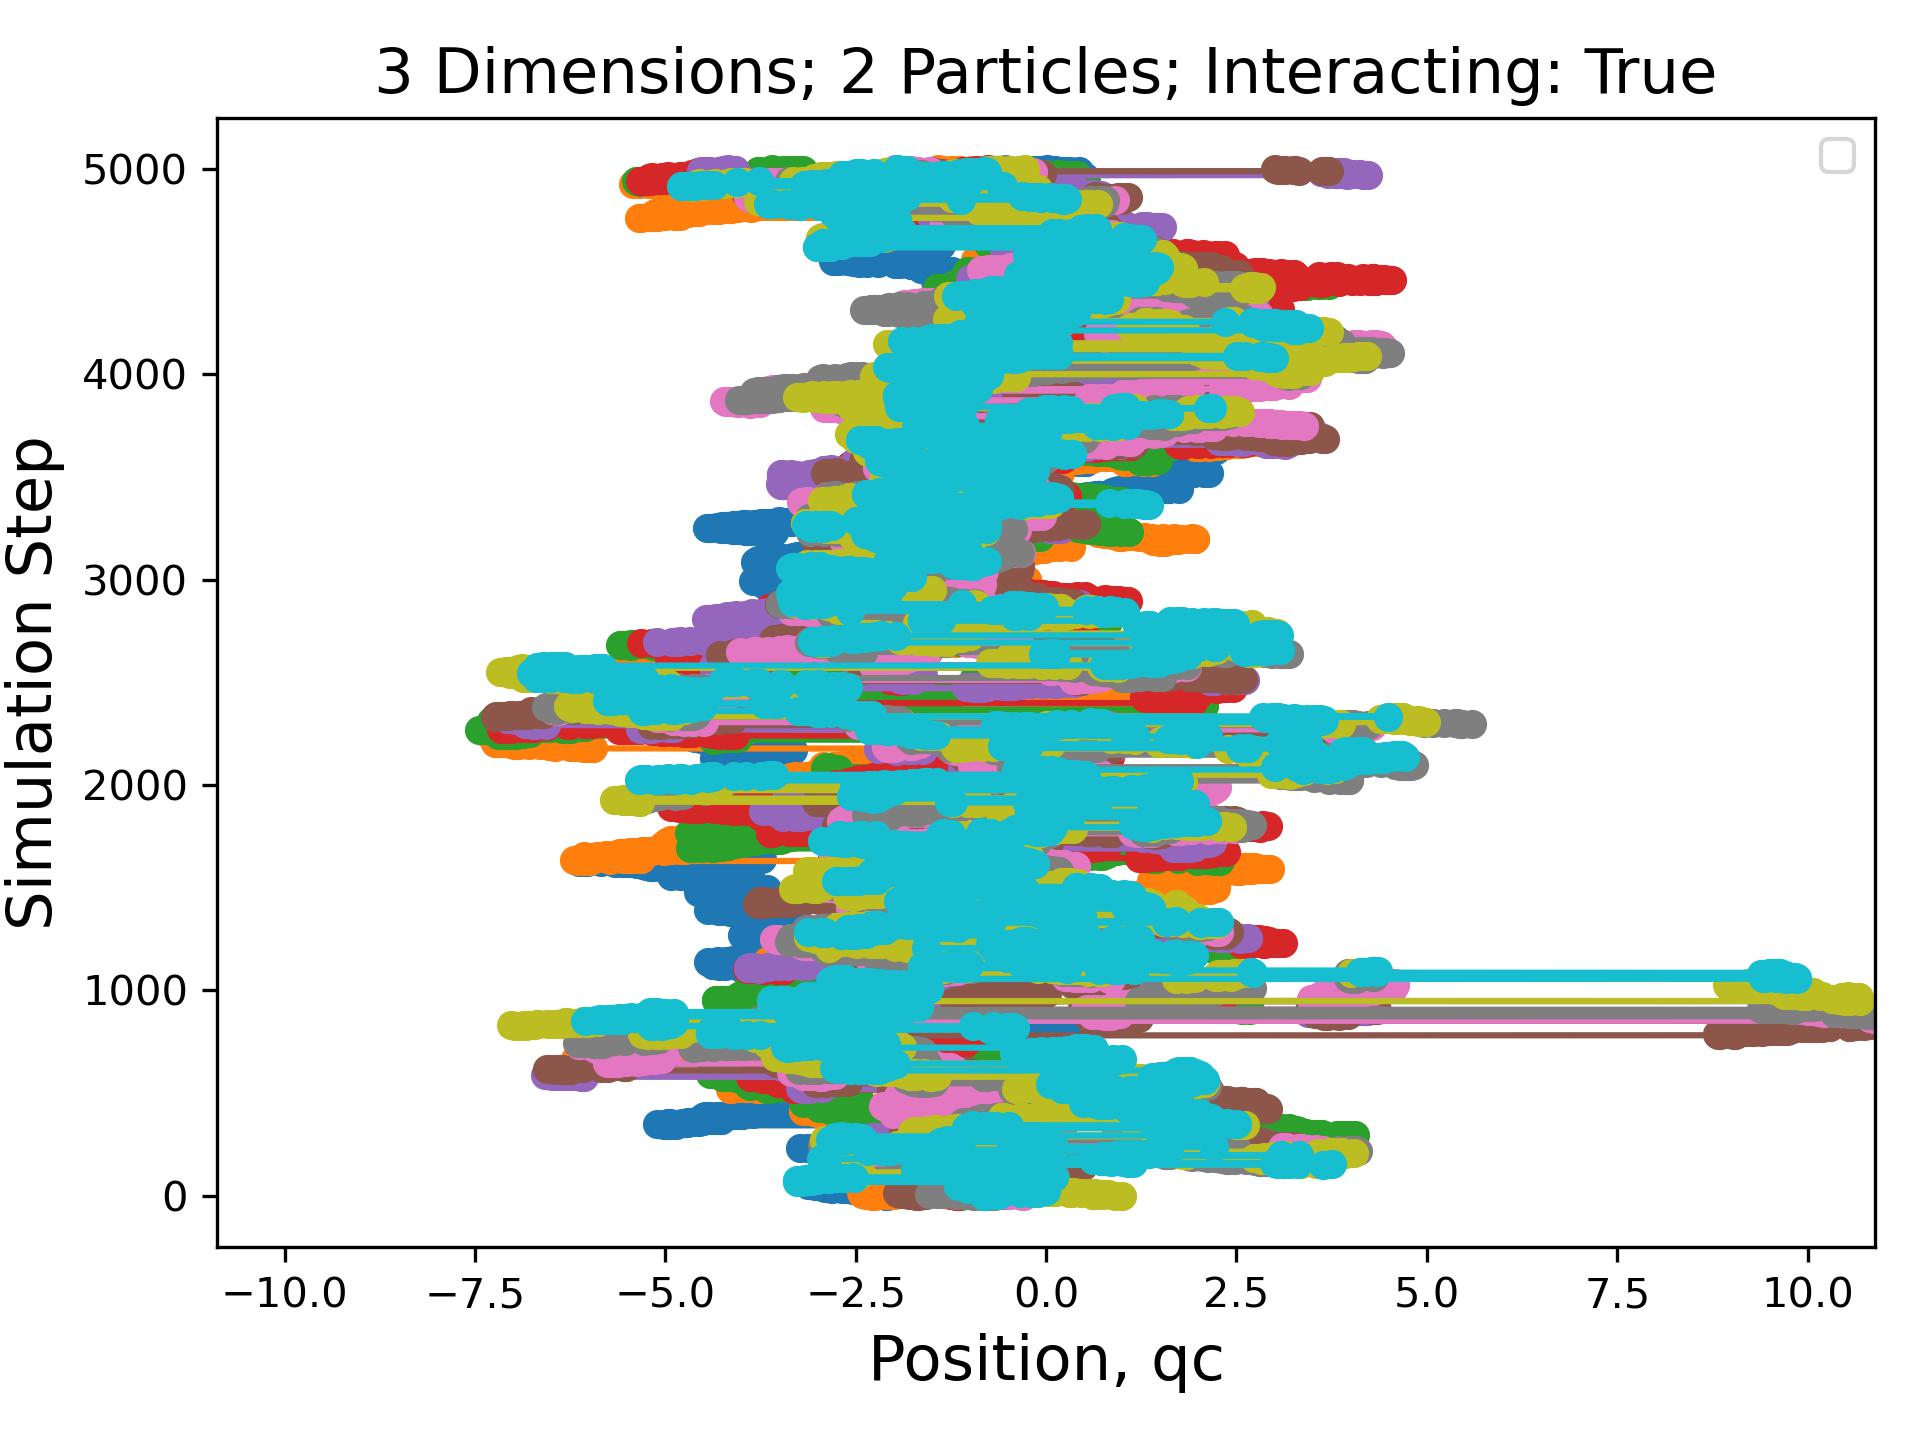 3 Dimensions; 2 Particles; Interacting: True
5000
4000
3000
2000
1000
0
Simulation Step
−10.0 −7.5 −5.0 −2.5 0.0 2.5 5.0 7.5 10.0
Position, qc